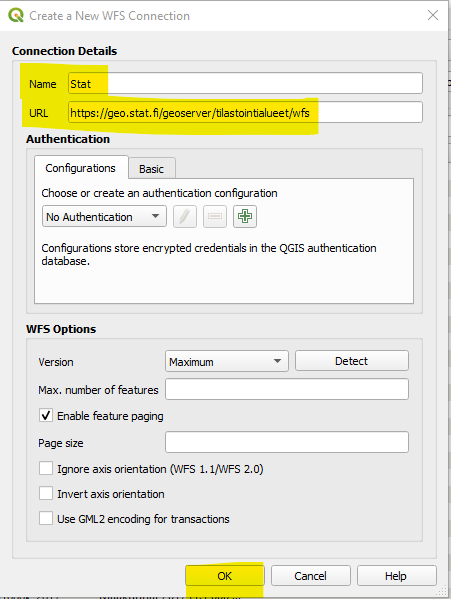 Create a New WFS Connection
Connection Details
Name Stat
URL https://geo.stat.fi/geoserver/tilastointialueet/wfs
Authentication
Configurations Basic
Choose or create an authentication configuration
No Authentication
Configurations store encrypted credentials in the QGIS authentication
database.
WFS Options
Version Maximum Detect
Max. number of features
Enable feature paging
Page size
Ignore axis orientation (WFS 1.1/WFS 2.0)
Invert axis orientation
Use GML2 encoding for transactions
OK Cancel Help